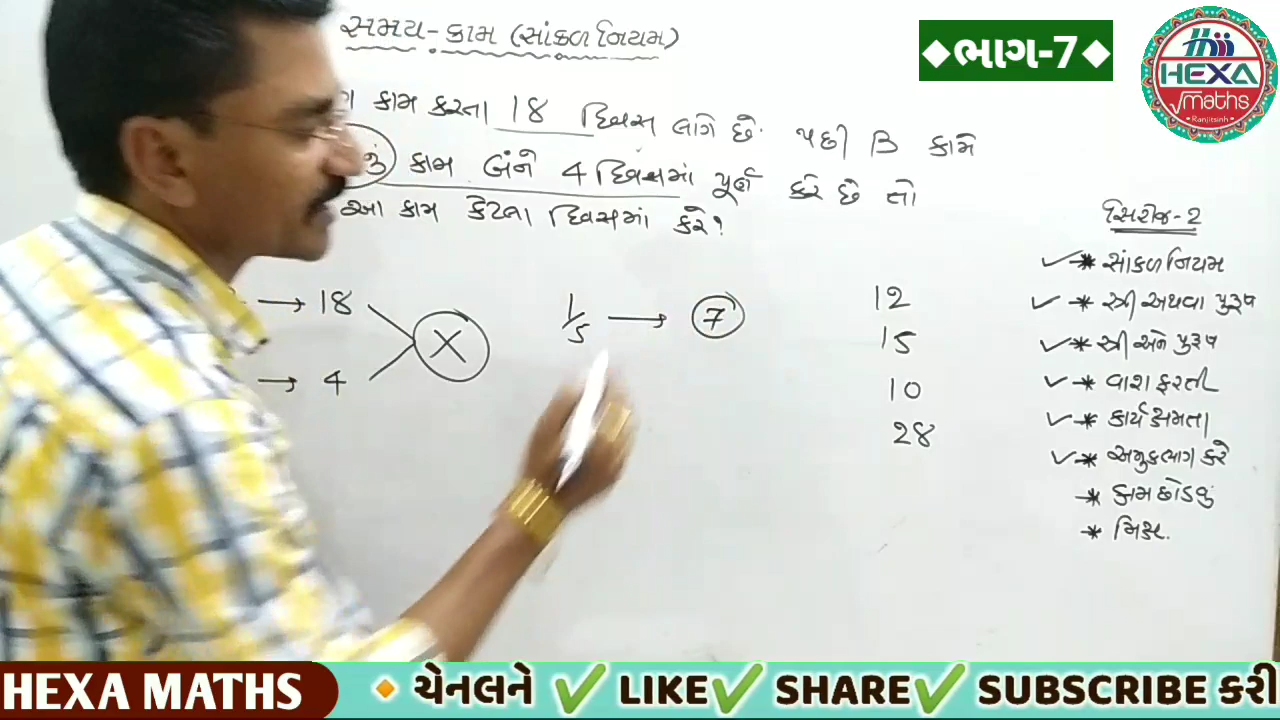 સમય- કામ (સાંકળ નિયમ)
◆ભાગ-7◆
HEXA
maths
Ranjitsinh
ગ કામ કરતા 18 દિવસ લાગે છે. પછી B કામે
કામ બંને 4 દિવસમાં પૂર્ણ કરે છે તો
આ કામ કેટલા દિવસમાં કરે?
→ 18
→ 4
X
1/5 → 7
12
15
10
28
સિરીઝ-2
✓* સાંકળ નિયમ
✓* સ્ત્રી અથવા પુરૂષ
✓* સ્ત્રી અને પુરૂષ
✓* વારા ફરતી
✓* કાર્યક્ષમતા
✓* અમુક ભાગ કરે
* કામ છોડવું
* મિક્સ.
HEXA MATHS 🔸 ચેનલને ✔ LIKE✔ SHARE✔ SUBSCRIBE કરી